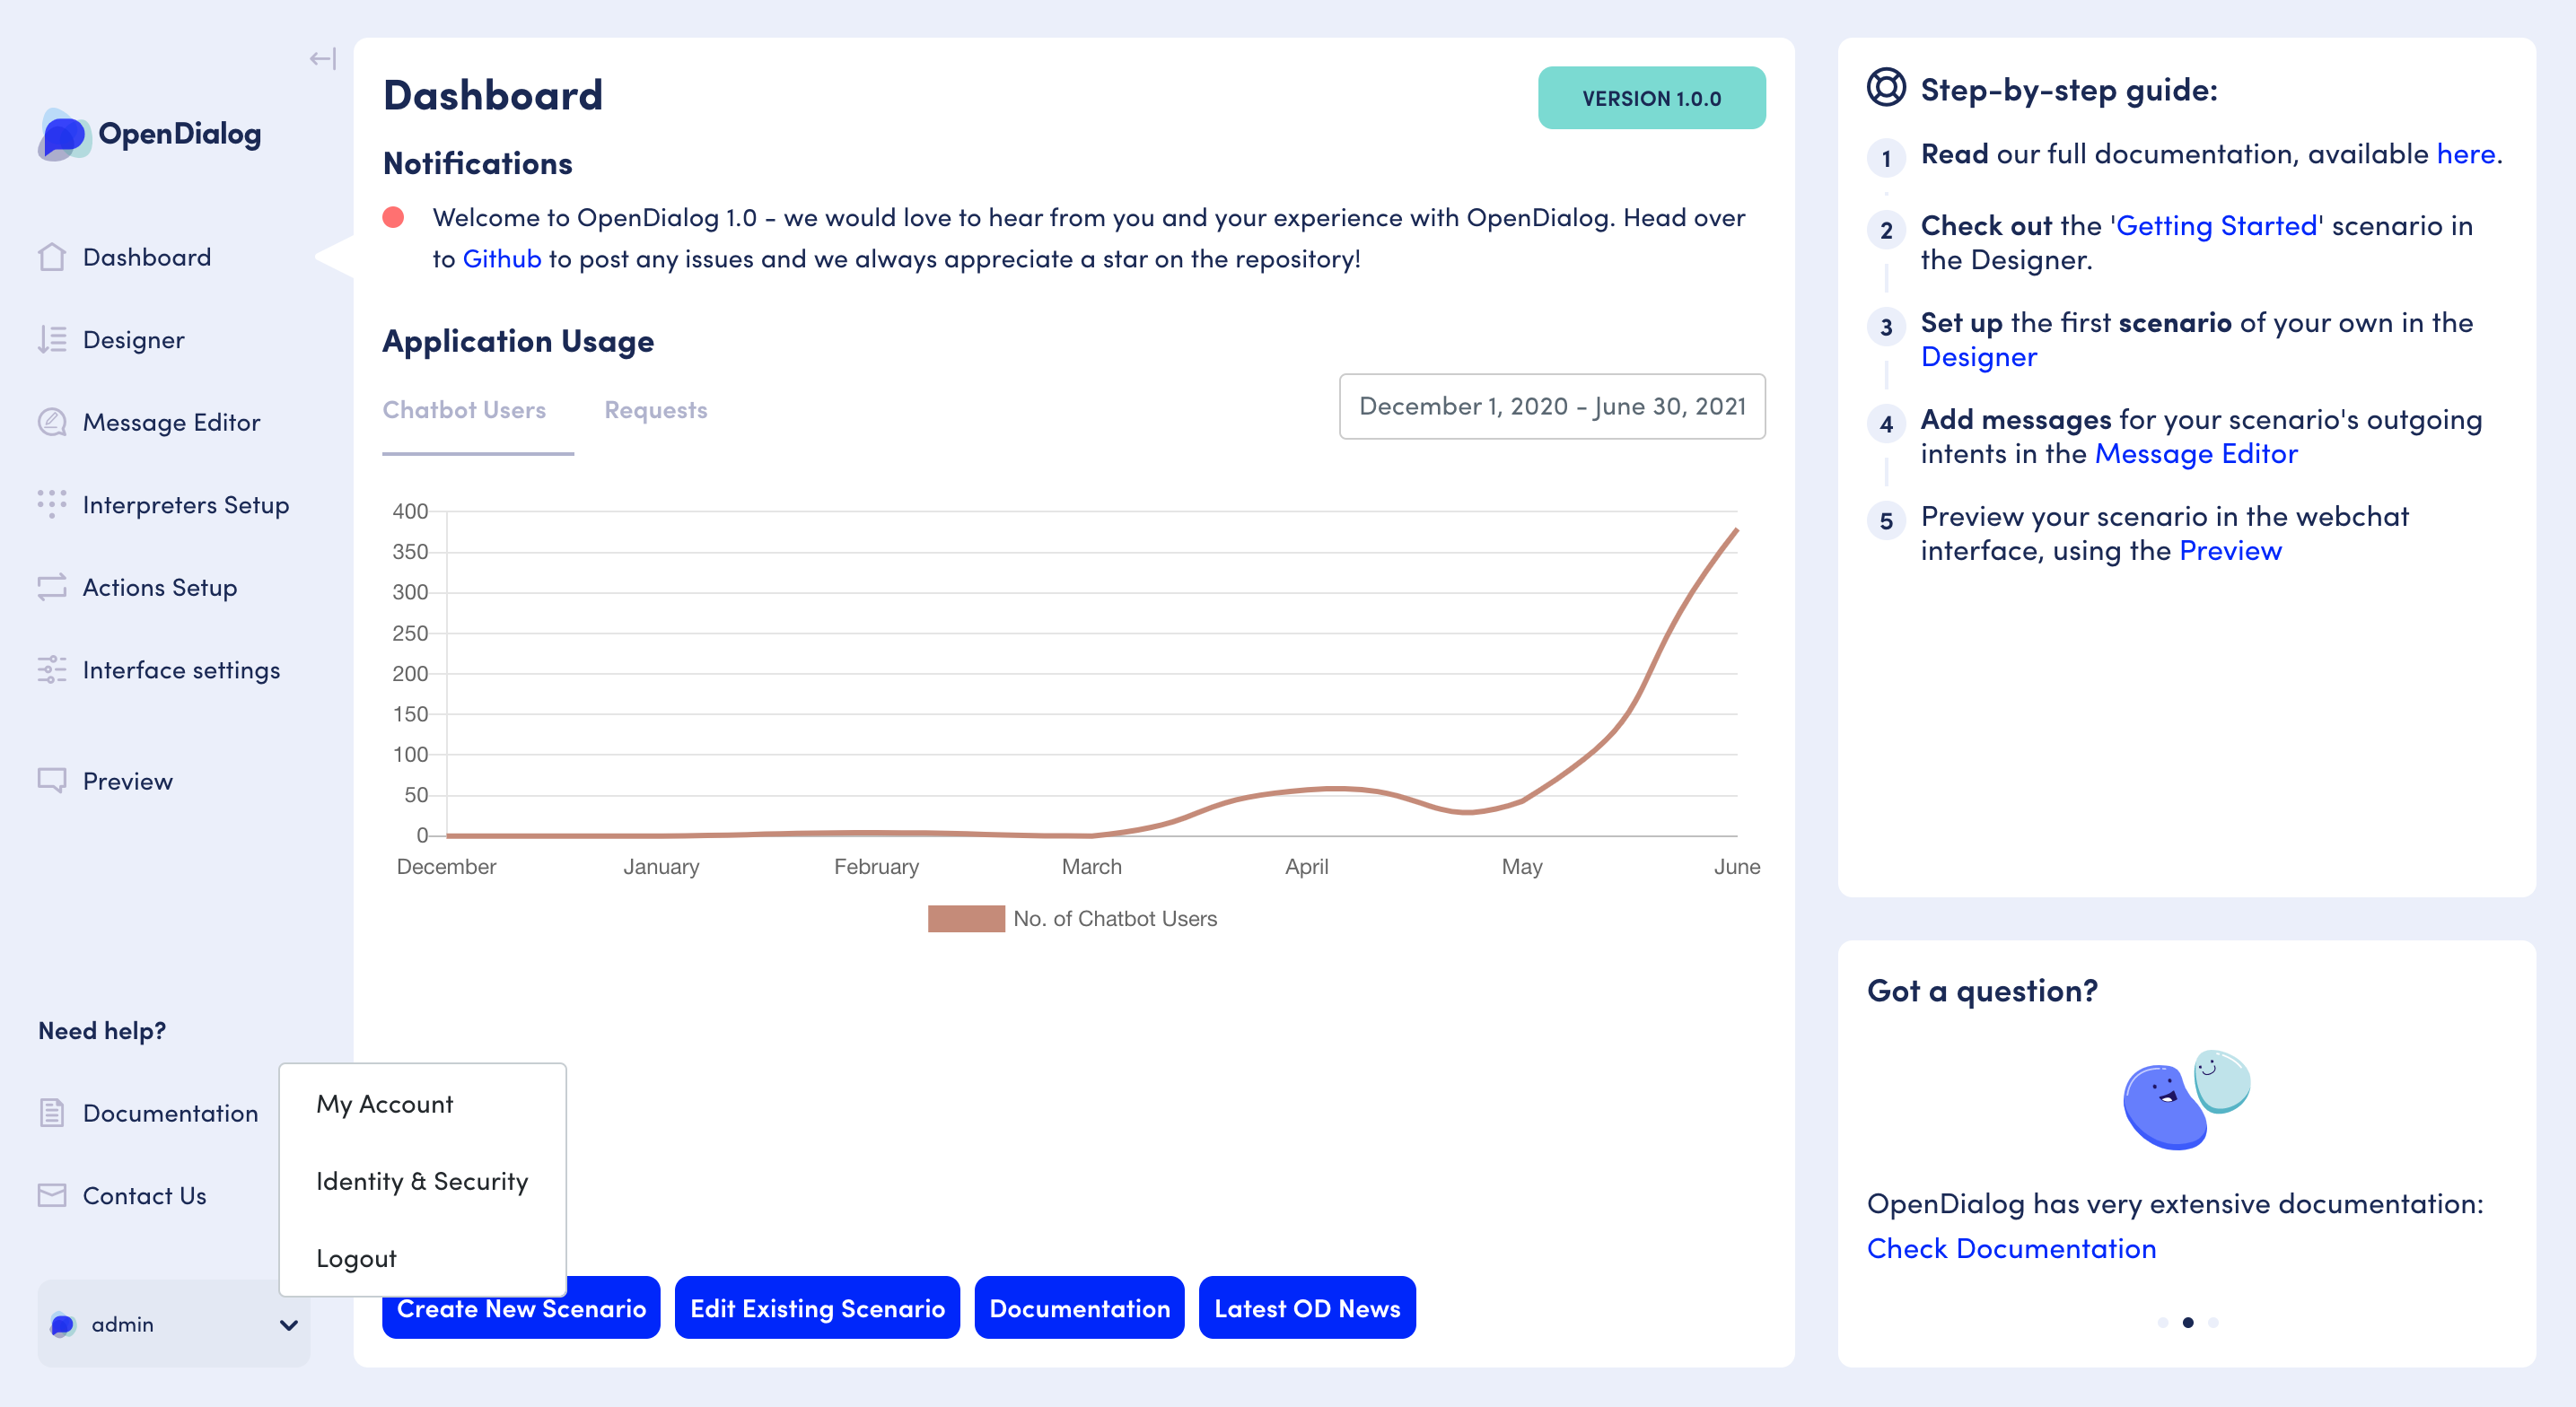 OpenDialog
Dashboard
Designer
Message Editor
Interpreters Setup
Actions Setup
Interface settings
Preview
Need help?
Documentation
Contact Us
admin
My Account
Identity & Security
Logout
Dashboard
VERSION 1.0.0
Notifications
Welcome to OpenDialog 1.0 - we would love to hear from you and your experience with OpenDialog. Head over
to Github to post any issues and we always appreciate a star on the repository!
Application Usage
Chatbot Users
Requests
December 1, 2020 - June 30, 2021
400
350
300
250
200
150
100
50
0
December January February March April May June
No. of Chatbot Users
Create New Scenario
Edit Existing Scenario
Documentation
Latest OD News
Step-by-step guide:
1 Read our full documentation, available here.
2 Check out the 'Getting Started' scenario in
the Designer.
3 Set up the first scenario of your own in the
Designer
4 Add messages for your scenario's outgoing
intents in the Message Editor
5 Preview your scenario in the webchat
interface, using the Preview
Got a question?
OpenDialog has very extensive documentation:
Check Documentation